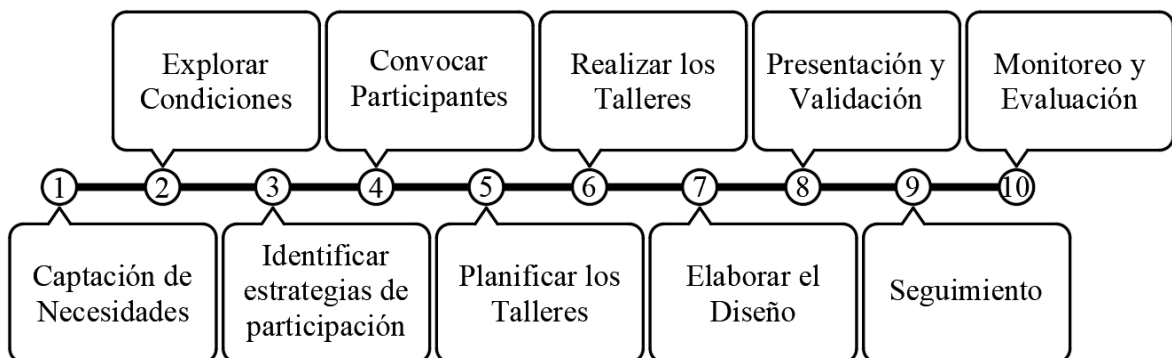 Explorar
Condiciones
Convocar
Participantes
Realizar los
Talleres
Presentación y
Validación
Monitoreo y
Evaluación
1
2
3
4
5
6
7
8
9
10
Captación de
Necesidades
Identificar
estrategias de
participación
Planificar los
Talleres
Elaborar el
Diseño
Seguimiento